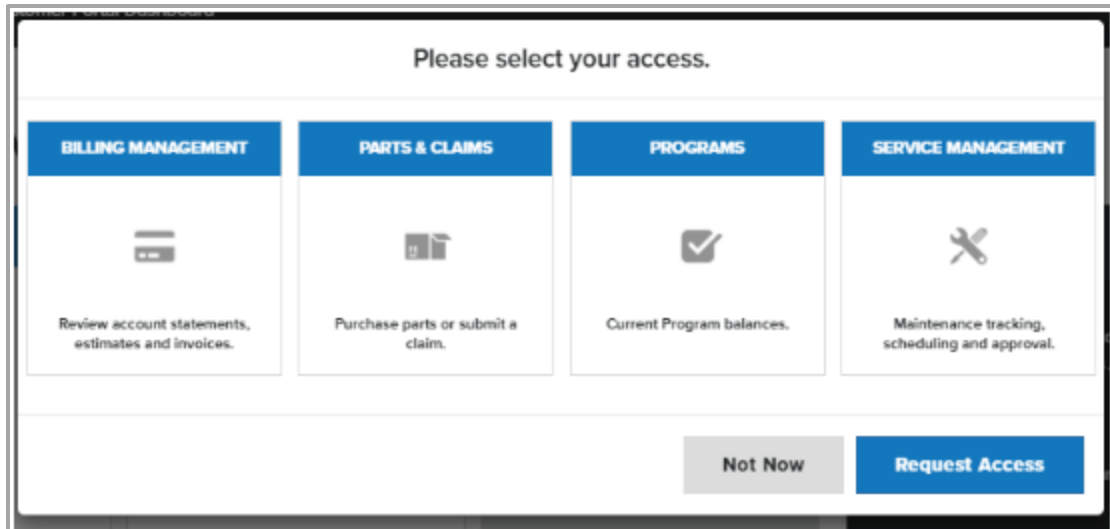 Please select your access.
BILLING MANAGEMENT
Review account statements,
estimates and invoices.
PARTS & CLAIMS
Purchase parts or submit a
claim.
PROGRAMS
Current Program balances.
SERVICE MANAGEMENT
Maintenance tracking,
scheduling and approval.
Not Now
Request Access